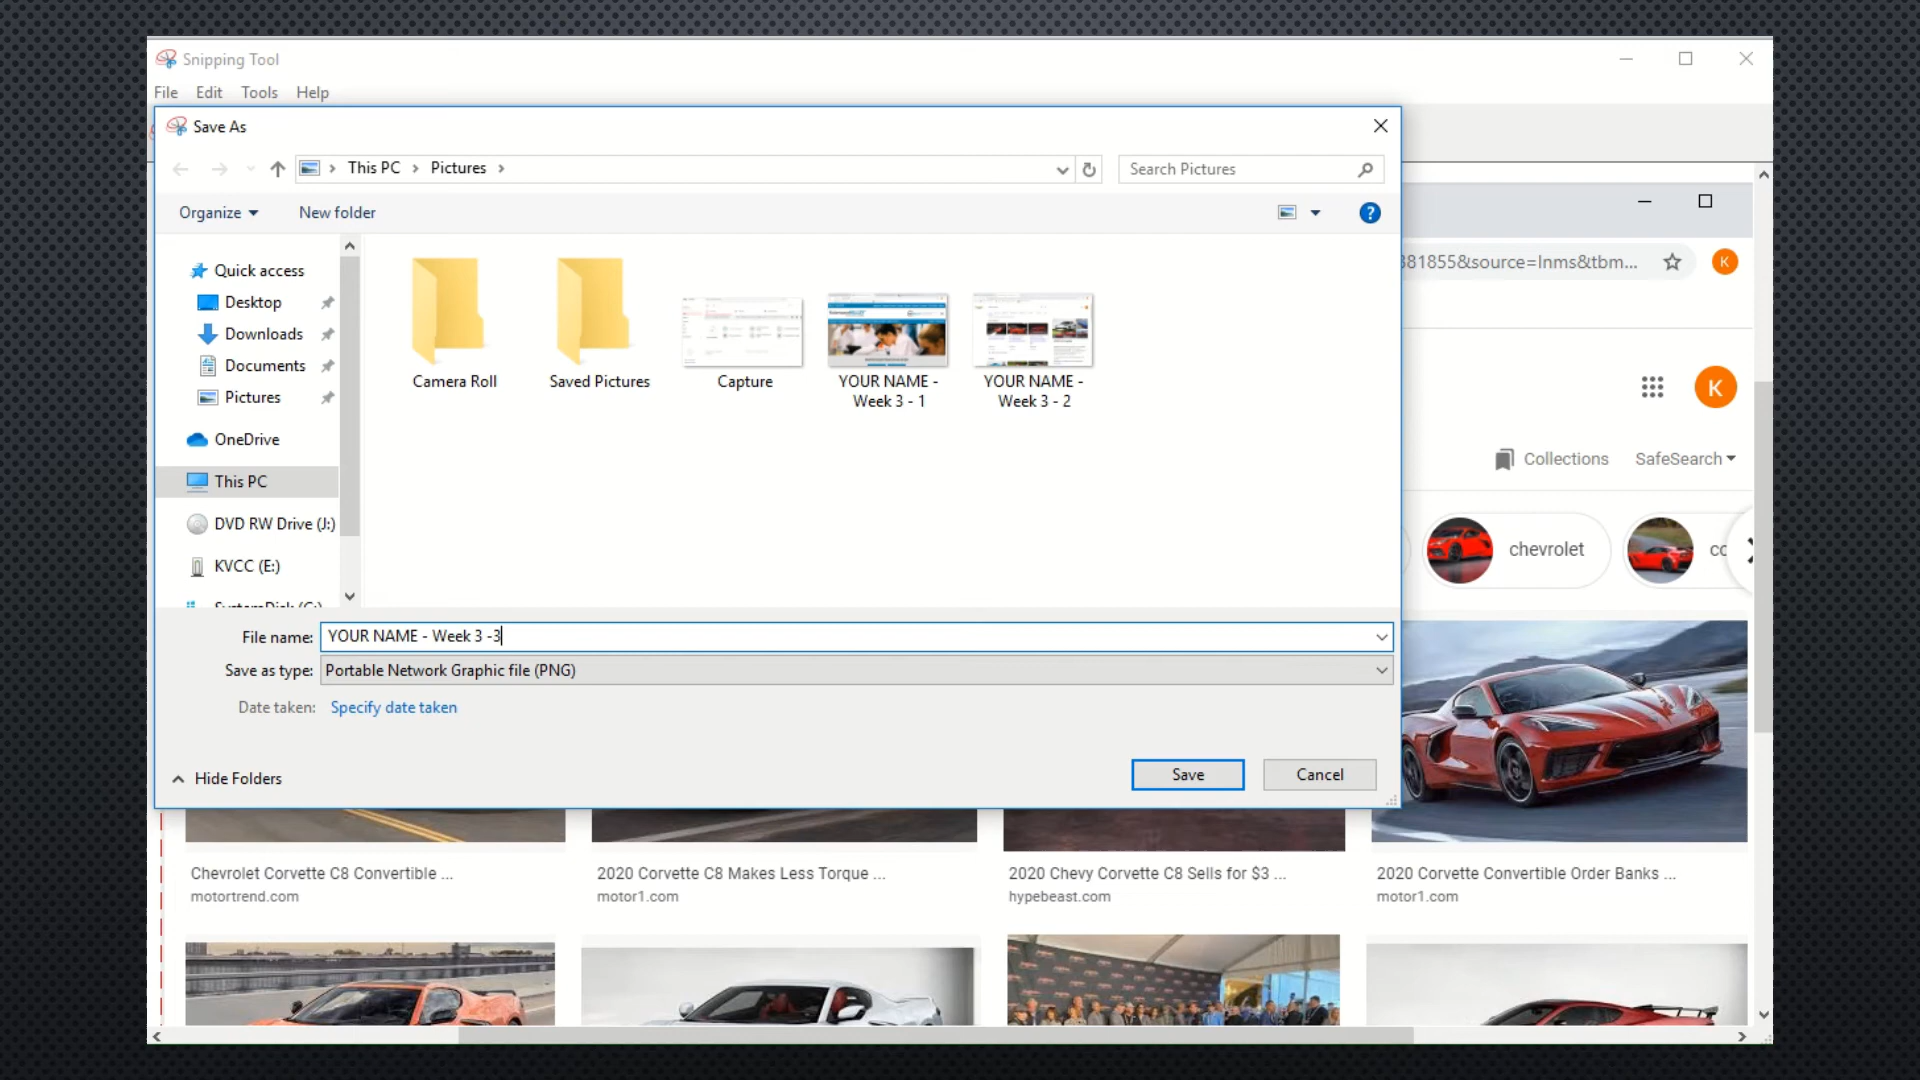 Snipping Tool
File Edit Tools Help
Save As
This PC Pictures
Search Pictures
Organize New folder
?
Quick access
Desktop
Downloads
Documents
Pictures
OneDrive
This PC
DVD RW Drive (J:)
KVCC (E:)
Camera Roll
Saved Pictures
Capture
YOUR NAME -
Week 3 - 1
YOUR NAME -
Week 3 - 2
File name: YOUR NAME - Week 3 -3
Save as type: Portable Network Graphic file (PNG)
Date taken: Specify date taken
Hide Folders
Save
Cancel
381855&source=lnms&tbm...
K
K
Collections SafeSearch
chevrolet
Chevrolet Corvette C8 Convertible ...
motortrend.com
2020 Corvette C8 Makes Less Torque ...
motor1.com
2020 Chevy Corvette C8 Sells for $3 ...
hypebeast.com
2020 Corvette Convertible Order Banks ...
motor1.com